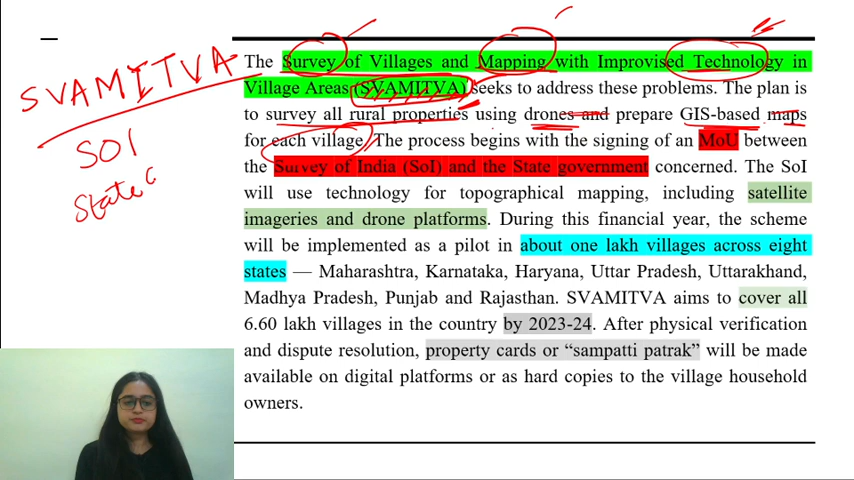 The Survey of Villages and Mapping with Improvised Technology in
Village Areas (SVAMITVA) seeks to address these problems. The plan is
to survey all rural properties using drones and prepare GIS-based maps
for each village. The process begins with the signing of an MoU between
the Survey of India (SoI) and the State government concerned. The SoI
will use technology for topographical mapping, including satellite
imageries and drone platforms. During this financial year, the scheme
will be implemented as a pilot in about one lakh villages across eight
states — Maharashtra, Karnataka, Haryana, Uttar Pradesh, Uttarakhand,
Madhya Pradesh, Punjab and Rajasthan. SVAMITVA aims to cover all
6.60 lakh villages in the country by 2023-24. After physical verification
and dispute resolution, property cards or “sampatti patrak” will be made
available on digital platforms or as hard copies to the village household
owners.
SVAMITVA
SOI
State G